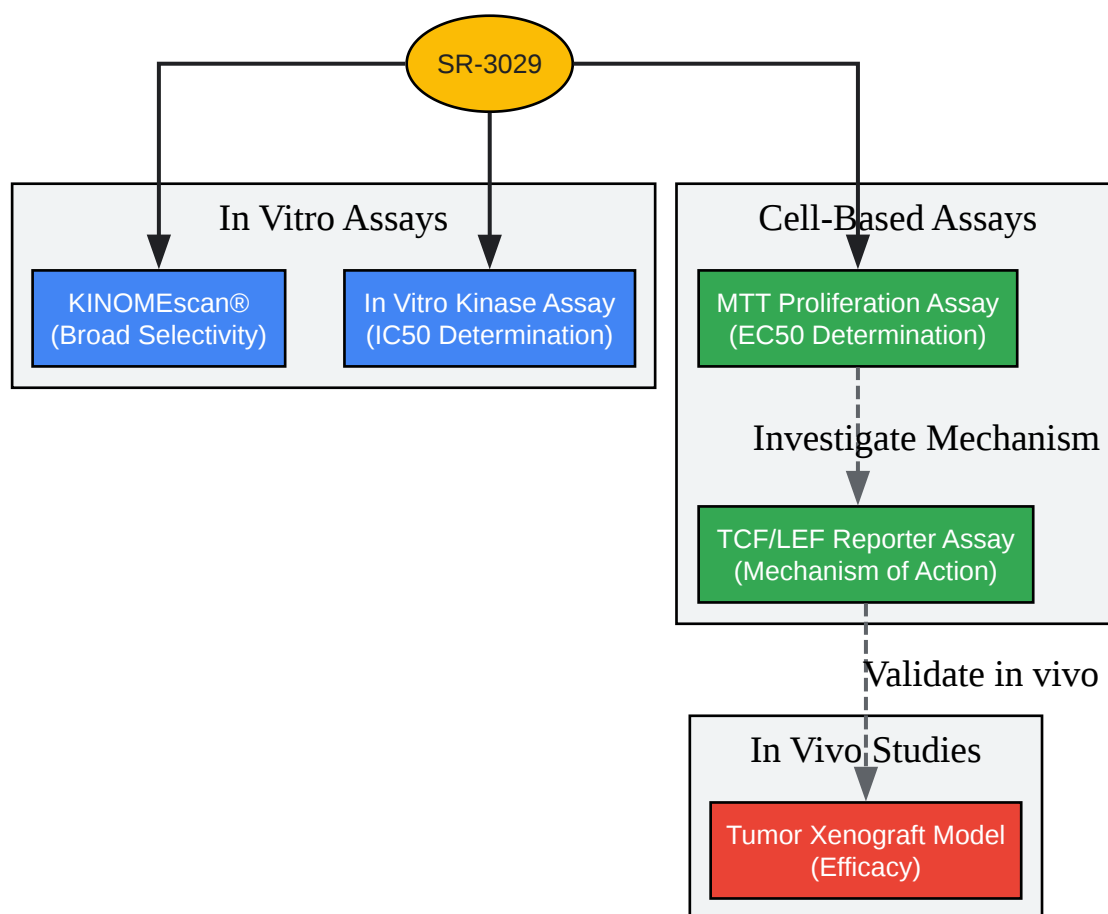 SR-3029
In Vitro Assays
KINOMEscan®
(Broad Selectivity)
In Vitro Kinase Assay
(IC50 Determination)
Cell-Based Assays
MTT Proliferation Assay
(EC50 Determination)
Investigate Mechanism
TCF/LEF Reporter Assay
(Mechanism of Action)
Validate in vivo
In Vivo Studies
Tumor Xenograft Model
(Efficacy)